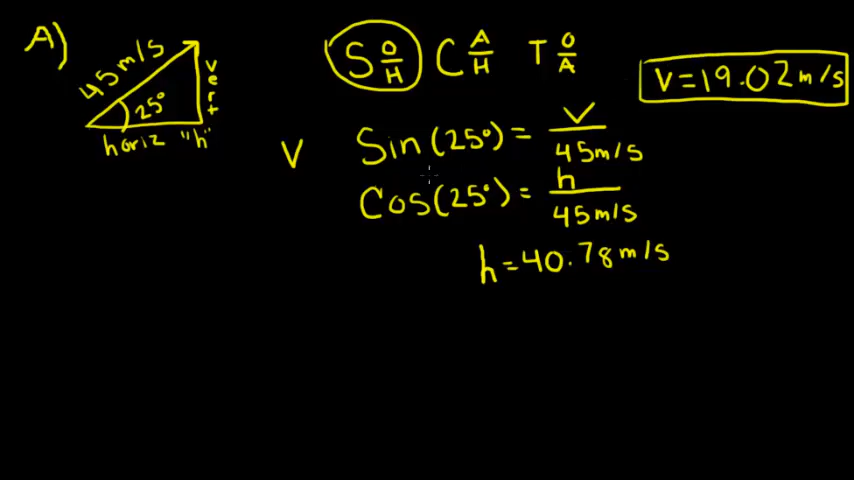 A)
45m/s
25°
vert
horiz "h"
S O/H C A/H T O/A
V=19.02m/s
V
Sin(25°) = V/45m/s
Cos(25°) = h/45m/s
h=40.78m/s